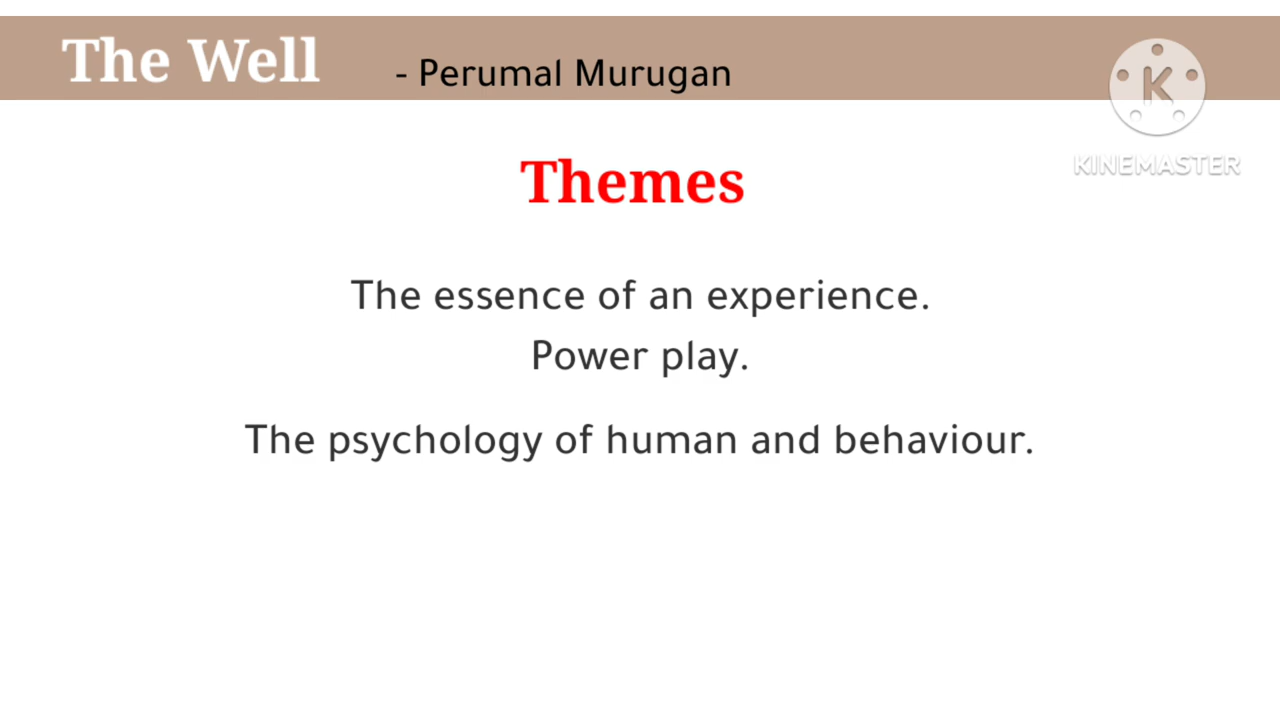 The Well - Perumal Murugan
K
KINEMASTER
Themes
The essence of an experience.
Power play.
The psychology of human and behaviour.